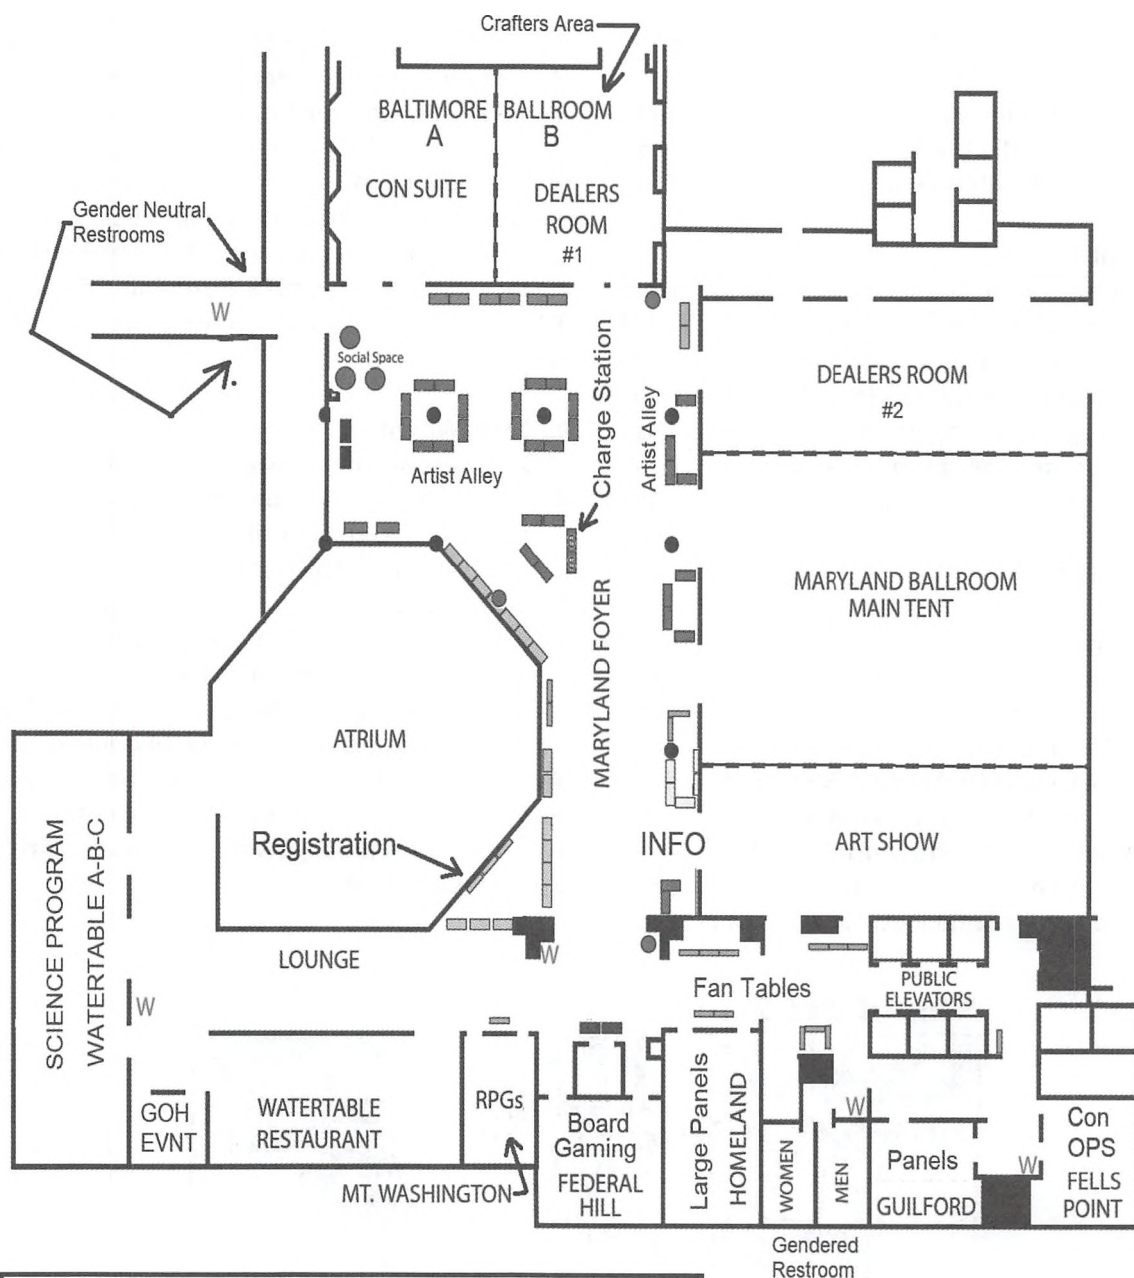 Crafters Area
BALTIMORE
A
BALLROOM
B
CON SUITE
DEALERS
ROOM
#1
Gender Neutral
Restrooms
W
Social Space
Charge Station
Artist Alley
Artist Alley
DEALERS ROOM
#2
MARYLAND BALLROOM
MAIN TENT
MARYLAND FOYER
ATRIUM
Registration
INFO
ART SHOW
SCIENCE PROGRAM
WATERTABLE A-B-C
LOUNGE
W
W
Fan Tables
PUBLIC
ELEVATORS
GOH
EVNT
WATERTABLE
RESTAURANT
RPGs
MT. WASHINGTON
Board
Gaming
FEDERAL
HILL
Large Panels
HOMELAND
WOMEN
MEN
W
Panels
GUILFORD
W
Con
OPS
FELLS
POINT
Gendered
Restroom